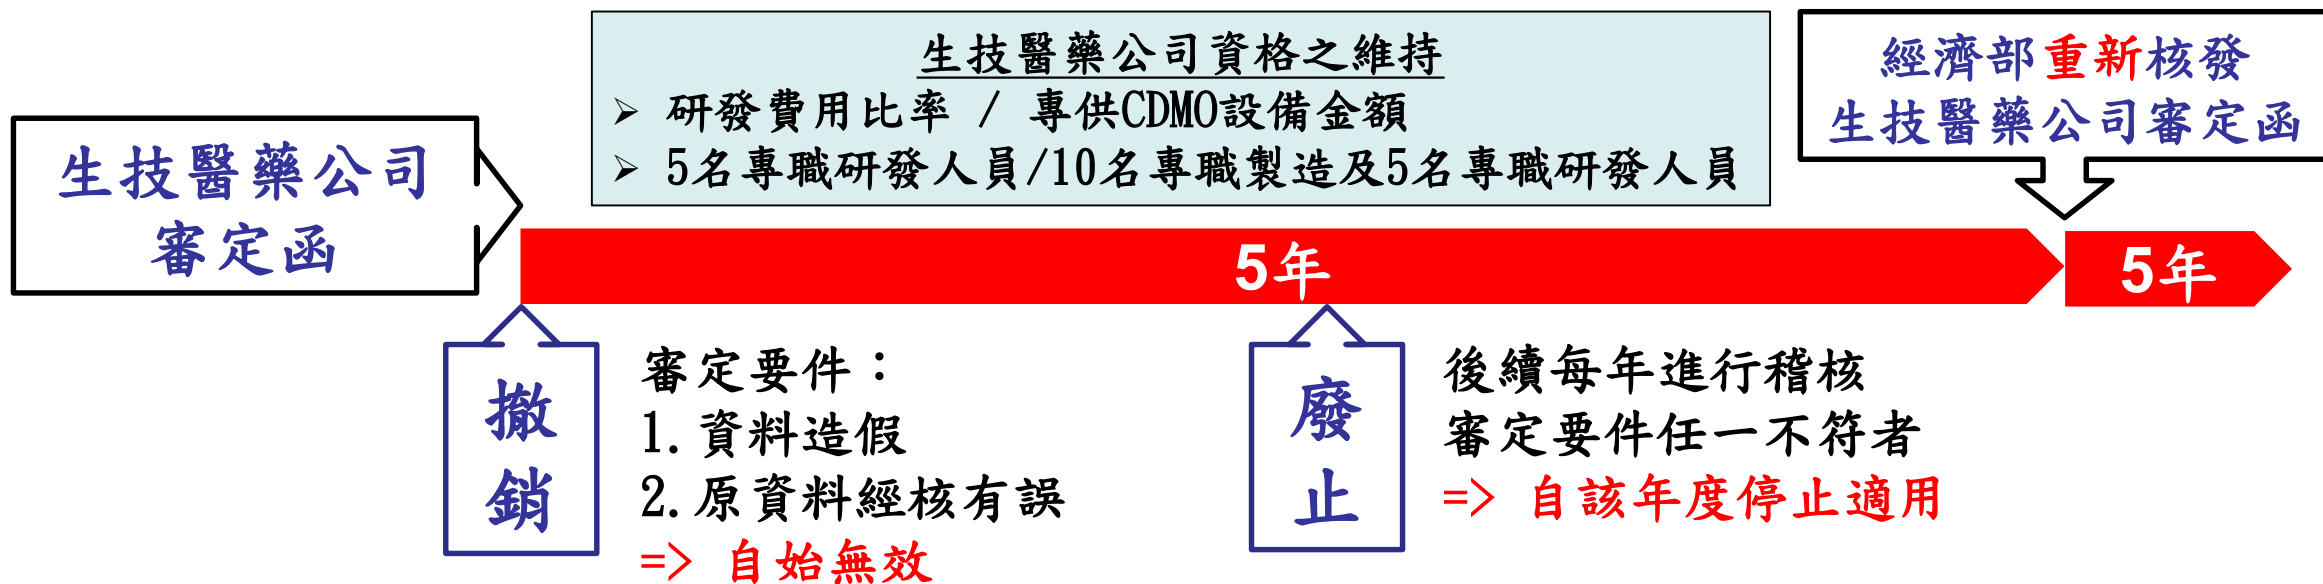 生技醫藥公司
審定函
生技醫藥公司資格之維持
➢ 研發費用比率 / 專供CDMO設備金額
➢ 5名專職研發人員/10名專職製造及5名專職研發人員
經濟部重新核發
生技醫藥公司審定函
5年
5年
撤
銷
審定要件：
1.資料造假
2.原資料經核有誤
=> 自始無效
廢
止
後續每年進行稽核
審定要件任一不符者
=> 自該年度停止適用